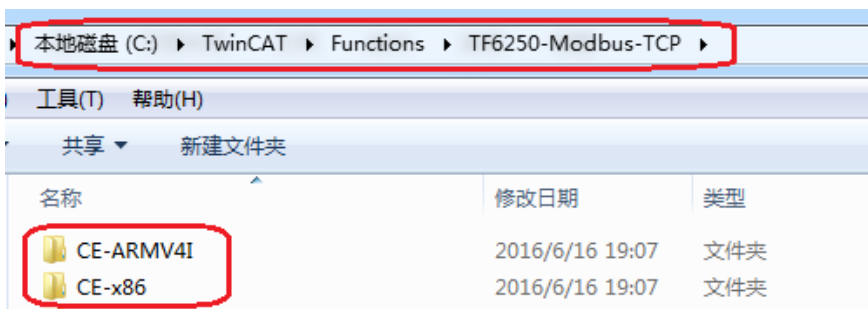 本地磁盘 (C:) ▸ TwinCAT ▸ Functions ▸ TF6250-Modbus-TCP ▸
工具(T) 帮助(H)
共享 新建文件夹
名称 修改日期 类型
CE-ARMV4I 2016/6/16 19:07 文件夹
CE-x86 2016/6/16 19:07 文件夹